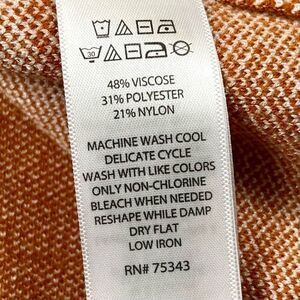 30
48% VISCOSE
31% POLYESTER
21% NYLON
MACHINE WASH COOL
DELICATE CYCLE
WASH WITH LIKE COLORS
ONLY NON-CHLORINE
BLEACH WHEN NEEDED
RESHAPE WHILE DAMP
DRY FLAT
LOW IRON
RN# 75343